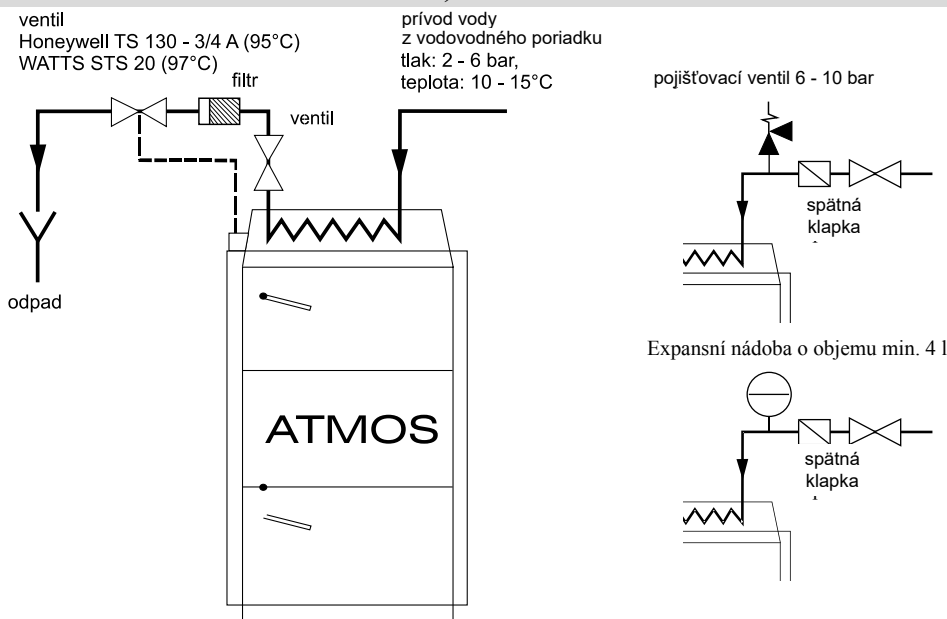 ventil
Honeywell TS 130 - 3/4 A (95°C)
WATTS STS 20 (97°C)
filtr
ventil
prívod vody
z vodovodného poriadku
tlak: 2 - 6 bar,
teplota: 10 - 15°C
odpad
ATMOS
pojišťovací ventil 6 - 10 bar
spätná
klapka
Expansní nádoba o objemu min. 4 l
spätná
klapka